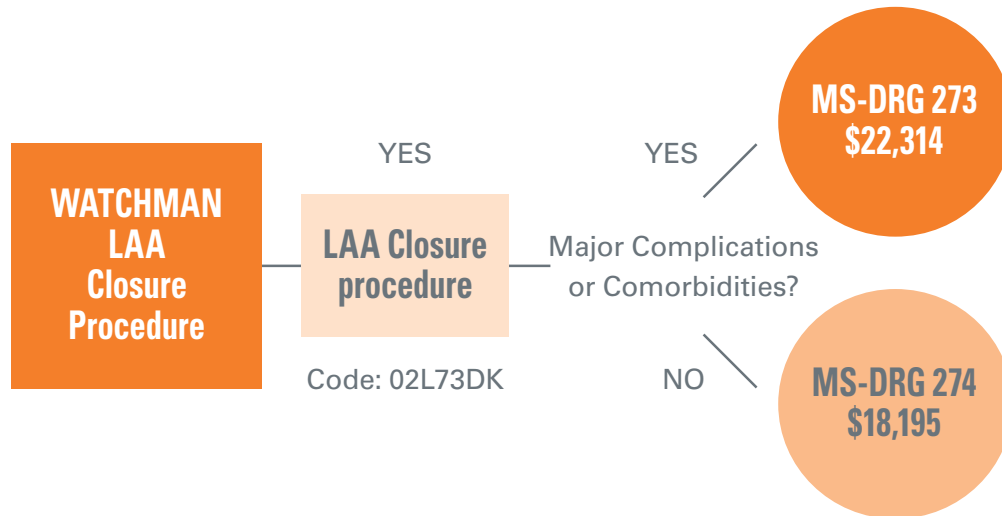 WATCHMAN
LAA
Closure
Procedure
YES
LAA Closure
procedure
Code: 02L73DK
YES
Major Complications
or Comorbidities?
NO
MS-DRG 273
$22,314
MS-DRG 274
$18,195